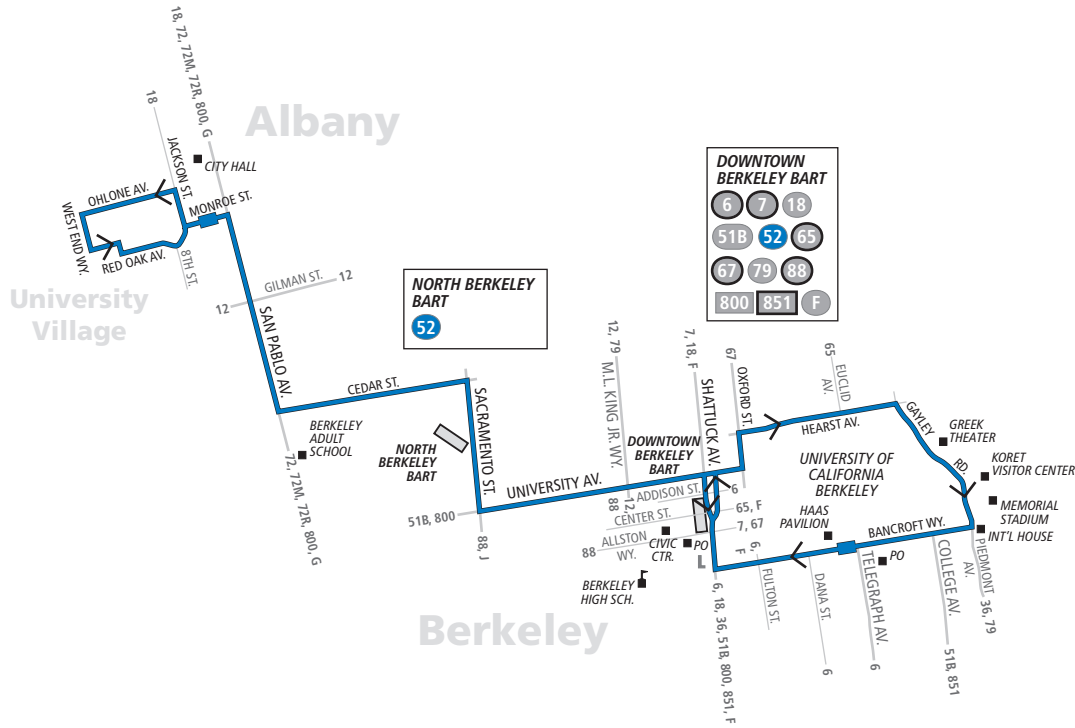 18, 72, 72M, 72R, 800, G
18
Albany
JACKSON ST.
CITY HALL
OHLONE AV.
MONROE ST.
WEST END WY.
RED OAK AV.
8TH ST.
University
Village
12
GILMAN ST.
12
SAN PABLO AV.
NORTH BERKELEY
BART
52
DOWNTOWN
BERKELEY BART
6
7
18
51B
52
65
67
79
88
800
851
F
CEDAR ST.
BERKELEY
ADULT
SCHOOL
72, 72M, 72R, 800, G
NORTH
BERKELEY
BART
SACRAMENTO ST.
51B, 800
88, J
UNIVERSITY AV.
12, 79
M.L. KING JR. WY.
88
12,
7, 18, F
SHATTUCK AV.
67
OXFORD ST.
DOWNTOWN
BERKELEY
BART
ADDISON ST.
6
CENTER ST.
65, F
ALLSTON
WY.
7, 67
88
CIVIC
CTR.
PO
BERKELEY
HIGH SCH.
6,
F
L
65
EUCLID
AV.
HEARST AV.
GAYLEY
RD.
GREEK
THEATER
KORET
VISITOR CENTER
MEMORIAL
STADIUM
INT'L HOUSE
UNIVERSITY OF
CALIFORNIA
BERKELEY
HAAS
PAVILION
BANCROFT WY.
PO
FULTON ST.
DANA ST.
6
TELEGRAPH AV.
6
COLLEGE AV.
51B, 851
PIEDMONT
AV.
36, 79
6, 18, 36, 51B, 800, 851, F
Berkeley